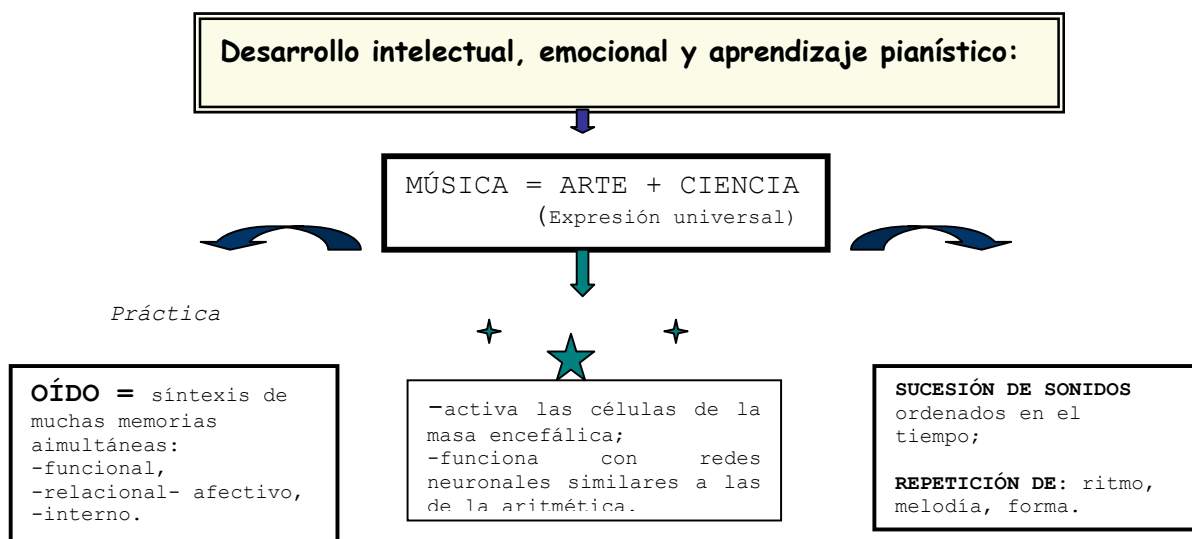 Desarrollo intelectual, emocional y aprendizaje pianístico:
MÚSICA = ARTE + CIENCIA
(Expresión universal)
Práctica
OÍDO = síntexis de
muchas memorias
aimultáneas:
-funcional,
-relacional- afectivo,
-interno.
-activa las células de la
masa encefálica;
-funciona con redes
neuronales similares a las
de la aritmética.
SUCESIÓN DE SONIDOS
ordenados en el
tiempo;
REPETICIÓN DE: ritmo,
melodía, forma.